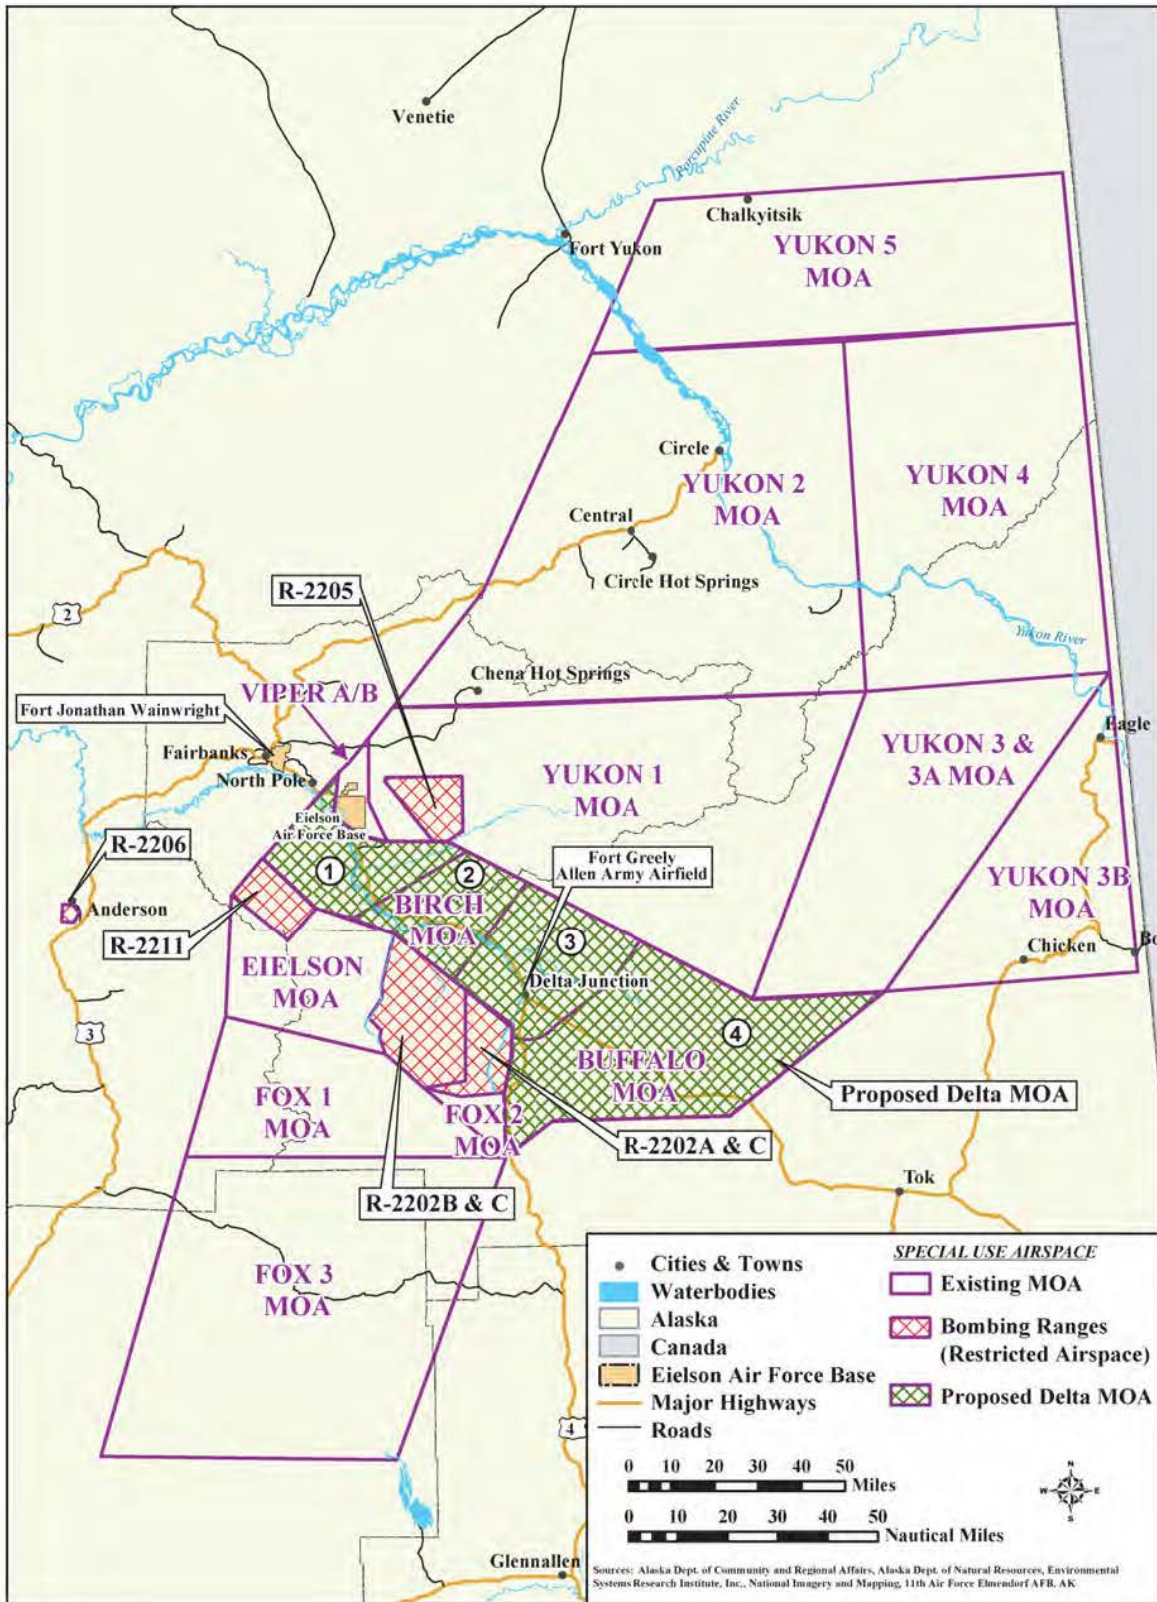 Venetie
Porcupine River
Chalkyitsik
Fort Yukon
YUKON 5
MOA
Circle
YUKON 2
MOA
YUKON 4
MOA
Central
Circle Hot Springs
R-2205
2
Yukon River
Chena Hot Springs
VIPER A/B
Fort Jonathan Wainwright
Eagle
Fairbanks
YUKON 3 &
3A MOA
North Pole
YUKON 1
MOA
Eielson
Air Force Base
R-2206
Fort Greely
Allen Army Airfield
1
2
YUKON 3B
MOA
Anderson
BIRCH
MOA
R-2211
3
Chicken
Bo
EIELSON
MOA
Delta Junction
3
4
BUFFALO
MOA
Proposed Delta MOA
FOX 1
MOA
FOX 2
MOA
R-2202A & C
Tok
R-2202B & C
FOX 3
MOA
4
Glennallen
Cities & Towns
Waterbodies
Alaska
Canada
Eielson Air Force Base
Major Highways
Roads
SPECIAL USE AIRSPACE
Existing MOA
Bombing Ranges
(Restricted Airspace)
Proposed Delta MOA
0 10 20 30 40 50
Miles
0 10 20 30 40 50
Nautical Miles
N
W E
S
Sources: Alaska Dept. of Community and Regional Affairs, Alaska Dept. of Natural Resources, Environmental
Systems Research Institute, Inc., National Imagery and Mapping, 11th Air Force Elmendorf AFB, AK